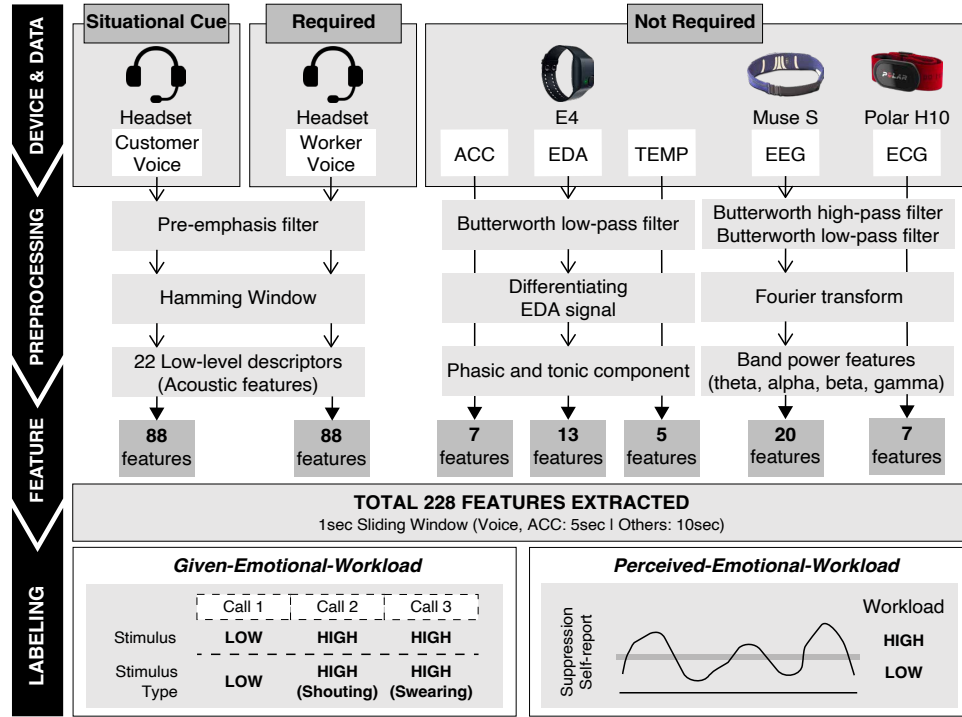 DEVICE & DATA
Situational Cue
Required
Not Required
Headset
Customer
Voice
Headset
Worker
Voice
E4
ACC
EDA
TEMP
Muse S
EEG
POLAR
Polar H10
ECG
PREPROCESSING
Pre-emphasis filter
Butterworth low-pass filter
Butterworth high-pass filter
Butterworth low-pass filter
Hamming Window
Differentiating
EDA signal
Fourier transform
22 Low-level descriptors
(Acoustic features)
Phasic and tonic component
Band power features
(theta, alpha, beta, gamma)
FEATURE
88
features
88
features
7
features
13
features
5
features
20
features
7
features
TOTAL 228 FEATURES EXTRACTED
1sec Sliding Window (Voice, ACC: 5sec | Others: 10sec)
LABELING
Given-Emotional-Workload
Call 1 Call 2 Call 3
Stimulus LOW HIGH HIGH
Stimulus
Type
LOW
HIGH
(Shouting)
HIGH
(Swearing)
Perceived-Emotional-Workload
Suppression
Self-report
Workload
HIGH
LOW